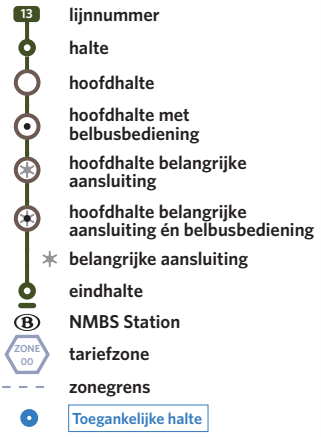 13 lijnnummer
halte
hoofdhalte
hoofdhalte met
belbusbediening
hoofdhalte belangrijke
aansluiting
hoofdhalte belangrijke
aansluiting én belbusbediening
belangrijke aansluiting
eindhalte
B NMBS Station
ZONE
00
tariefzone
zonegrens
Toegankelijke halte